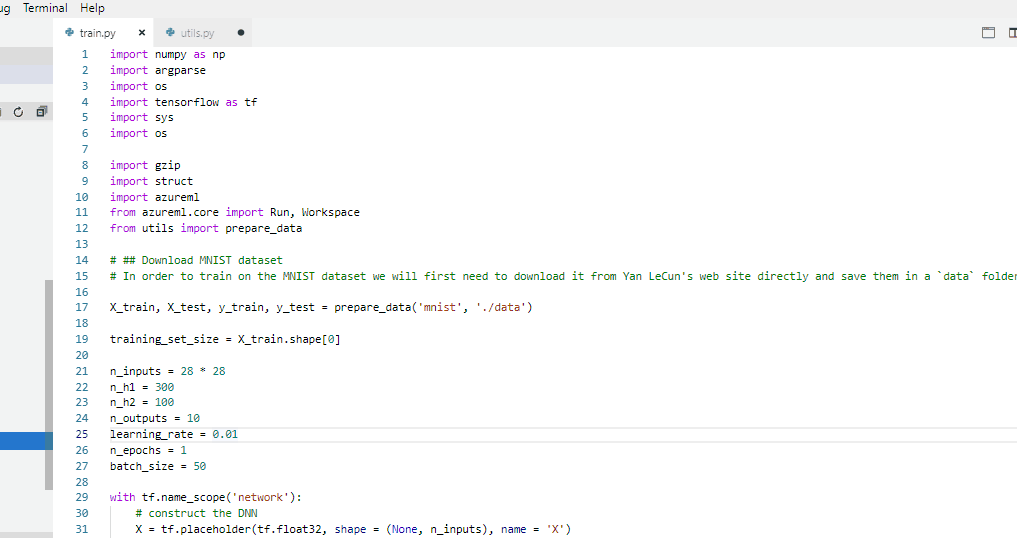 ug Terminal Help
train.py × utils.py ●
1 import numpy as np
2 import argparse
3 import os
4 import tensorflow as tf
5 import sys
6 import os
7
8 import gzip
9 import struct
10 import azureml
11 from azureml.core import Run, Workspace
12 from utils import prepare_data
13
14 # ## Download MNIST dataset
15 # In order to train on the MNIST dataset we will first need to download it from Yan LeCun's web site directly and save them in a `data` folder
16
17 X_train, X_test, y_train, y_test = prepare_data('mnist', './data')
18
19 training_set_size = X_train.shape[0]
20
21 n_inputs = 28 * 28
22 n_h1 = 300
23 n_h2 = 100
24 n_outputs = 10
25 learning_rate = 0.01
26 n_epochs = 1
27 batch_size = 50
28
29 with tf.name_scope('network'):
30 # construct the DNN
31 X = tf.placeholder(tf.float32, shape = (None, n_inputs), name = 'X')